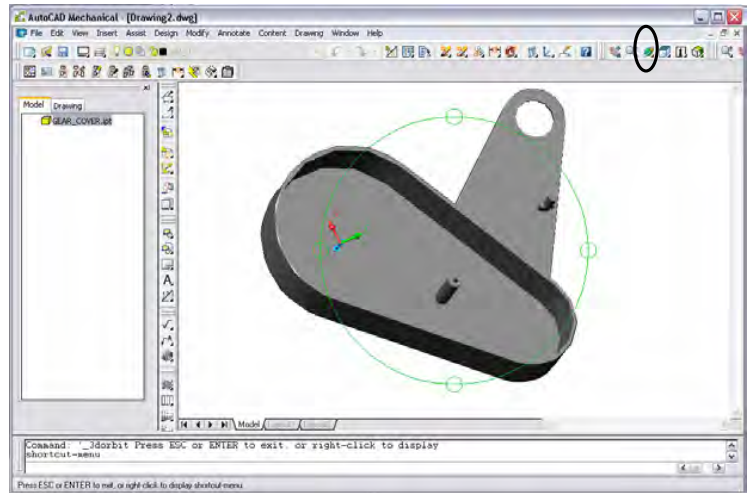 AutoCAD Mechanical - [Drawing2.dwg]
File Edit View Insert Assist Design Modify Annotate Content Drawing Window Help
Model Drawing
GEAR_COVER.ipt
A
Model
Command: '_3dorbit Press ESC or ENTER to exit, or right-click to display
shortcut-menu.
Press ESC or ENTER to exit, or right-click to display shortcut-menu.